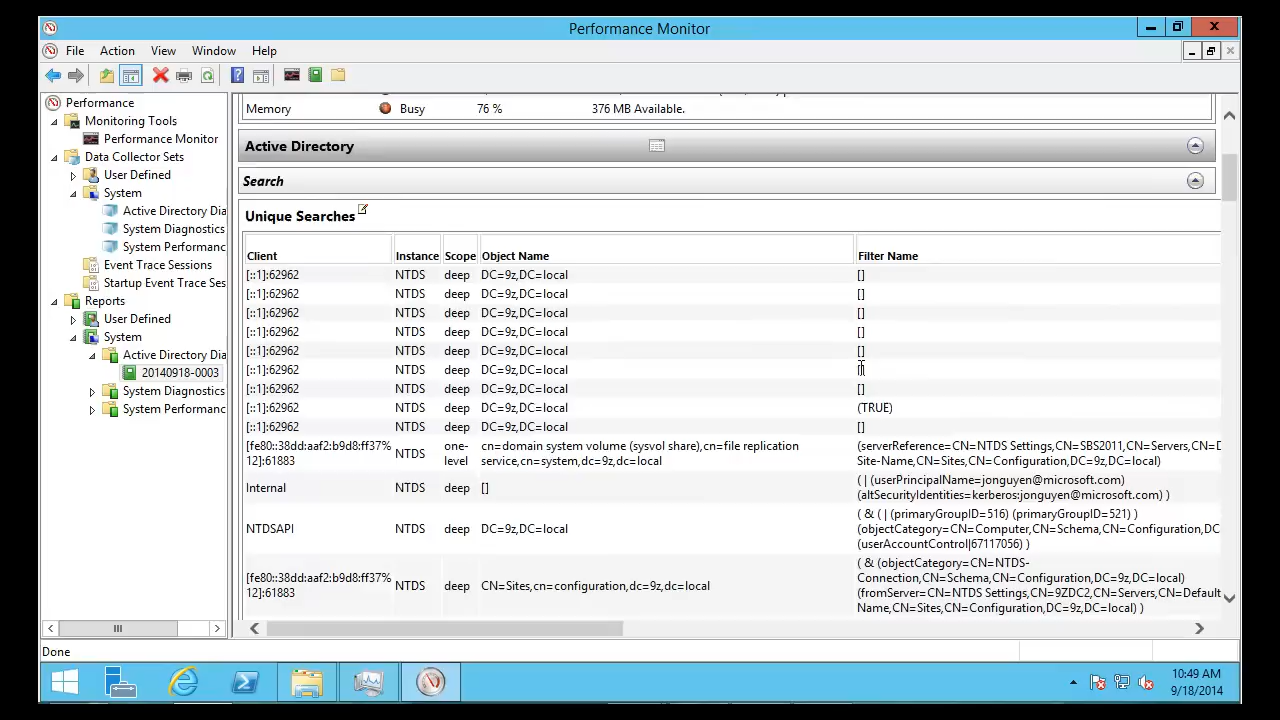 Performance Monitor
File Action View Window Help
Performance
Monitoring Tools
Performance Monitor
Data Collector Sets
User Defined
System
Active Directory Dia
System Diagnostics
System Performanc
Event Trace Sessions
Startup Event Trace Ses
Reports
User Defined
System
Active Directory Dia
20140918-0003
System Diagnostics
System Performanc
Memory Busy 76 % 376 MB Available.
Active Directory
Search
Unique Searches
Client Instance Scope Object Name Filter Name
[::1]:62962 NTDS deep DC=9z,DC=local []
[::1]:62962 NTDS deep DC=9z,DC=local []
[::1]:62962 NTDS deep DC=9z,DC=local []
[::1]:62962 NTDS deep DC=9z,DC=local []
[::1]:62962 NTDS deep DC=9z,DC=local []
[::1]:62962 NTDS deep DC=9z,DC=local []
[::1]:62962 NTDS deep DC=9z,DC=local []
[::1]:62962 NTDS deep DC=9z,DC=local (TRUE)
[::1]:62962 NTDS deep DC=9z,DC=local []
[fe80::38dd:aaf2:b9d8:ff37%
12]:61883
NTDS
one-
level
cn=domain system volume (sysvol share),cn=file replication
service,cn=system,dc=9z,dc=local
(serverReference=CN=NTDS Settings,CN=SBS2011,CN=Servers,CN=D
Site-Name,CN=Sites,CN=Configuration,DC=9z,DC=local)
Internal NTDS deep []
( | (userPrincipalName=jonguyen@microsoft.com)
(altSecurityIdentities=kerberos:jonguyen@microsoft.com) )
NTDSAPI NTDS deep DC=9z,DC=local
( & ( | (primaryGroupID=516) (primaryGroupID=521) )
(objectCategory=CN=Computer,CN=Schema,CN=Configuration,DC
(userAccountControl|67117056) )
[fe80::38dd:aaf2:b9d8:ff37%
12]:61883
NTDS deep CN=Sites,cn=configuration,dc=9z,dc=local
( & (objectCategory=CN=NTDS-
Connection,CN=Schema,CN=Configuration,DC=9z,DC=local)
(fromServer=CN=NTDS Settings,CN=9ZDC2,CN=Servers,CN=Default
Name,CN=Sites,CN=Configuration,DC=9z,DC=local) )
Done
10:49 AM
9/18/2014